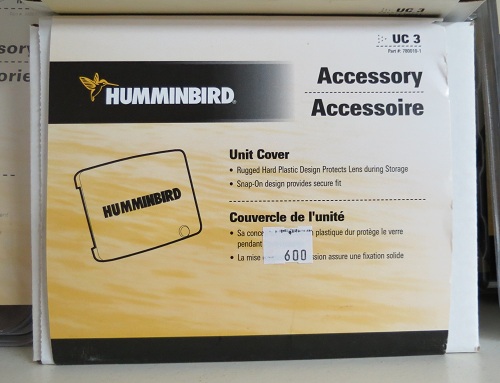 UC 3
Part #: 780016-1
HUMMINBIRD®
Accessory
Accessoire
Unit Cover
• Rugged Hard Plastic Design Protects Lens during Storage
• Snap-On design provides secure fit
HUMMINBIRD
Couvercle de l'unité
• Sa plastique dur protège le verre
pendant
• La mise assure une fixation solide
600